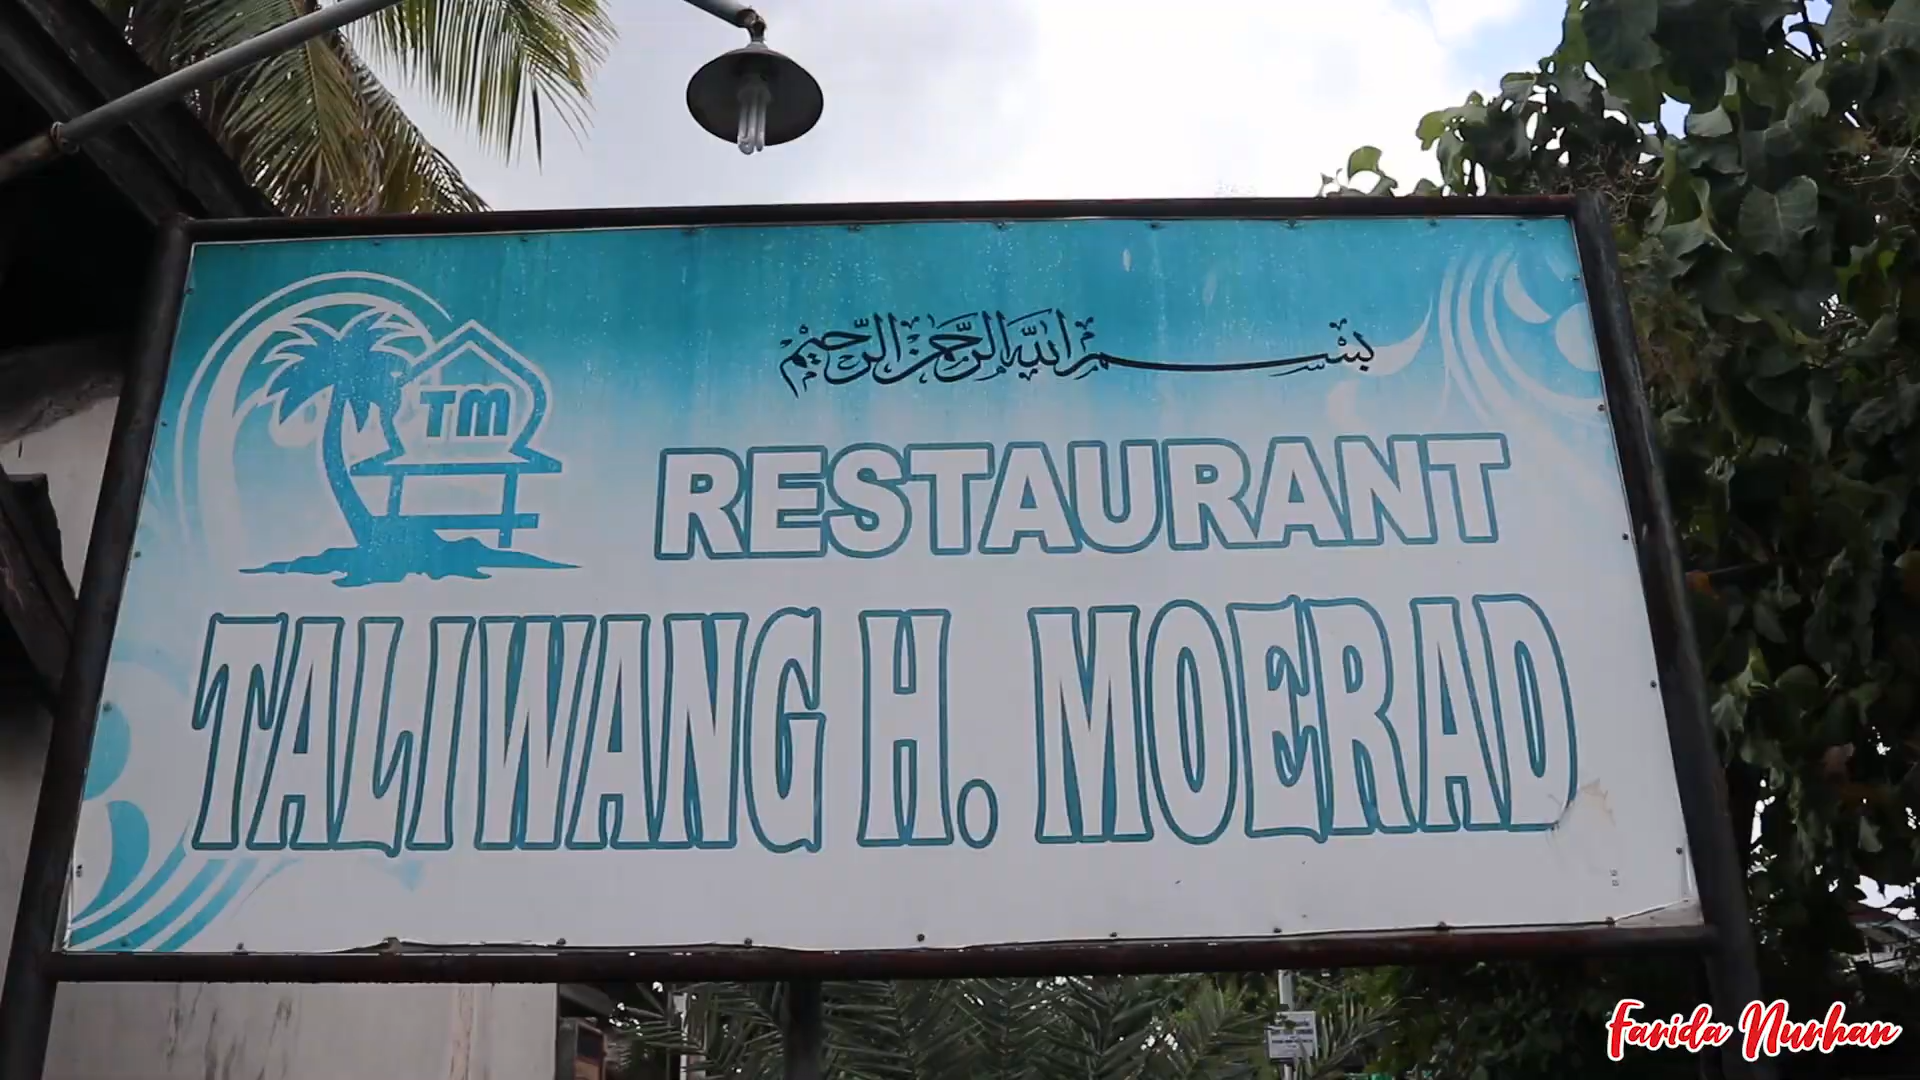 بسم الله الرحمن الرحيم
TM
RESTAURANT
TALIWANG H. MOERAD
Farida Nurhan